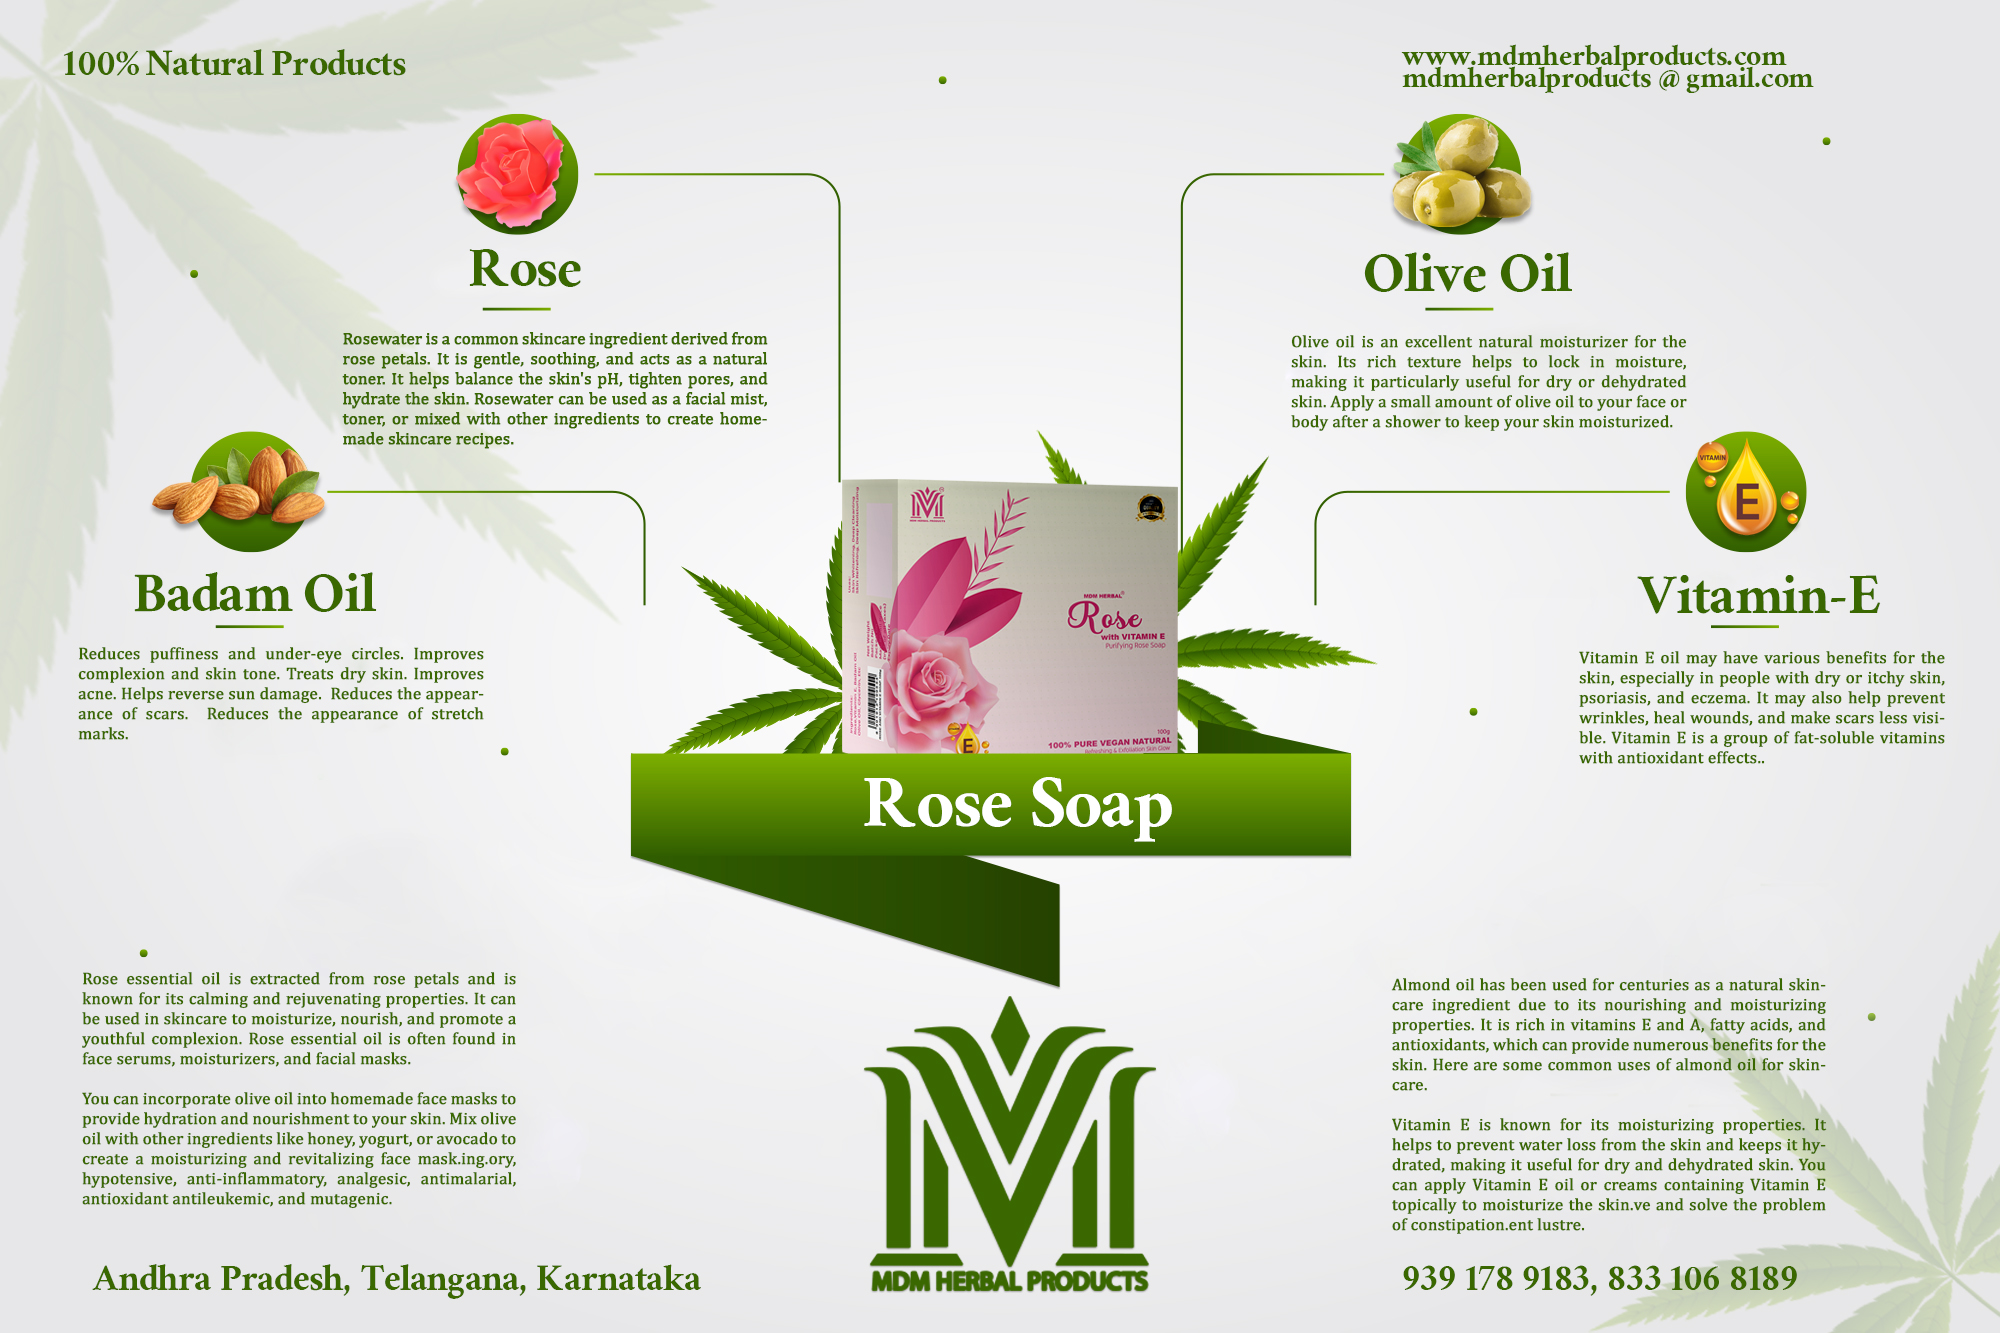 100% Natural Products
www.mdmherbalproducts.com
mdmherbalproducts @ gmail.com
Rose
Rosewater is a common skincare ingredient derived from
rose petals. It is gentle, soothing, and acts as a natural
toner. It helps balance the skin's pH, tighten pores, and
hydrate the skin. Rosewater can be used as a facial mist,
toner, or mixed with other ingredients to create home-
made skincare recipes.
Olive Oil
Olive oil is an excellent natural moisturizer for the
skin. Its rich texture helps to lock in moisture,
making it particularly useful for dry or dehydrated
skin. Apply a small amount of olive oil to your face or
body after a shower to keep your skin moisturized.
Badam Oil
Reduces puffiness and under-eye circles. Improves
complexion and skin tone. Treats dry skin. Improves
acne. Helps reverse sun damage. Reduces the appear-
ance of scars. Reduces the appearance of stretch
marks.
VITAMIN
E
Vitamin-E
Vitamin E oil may have various benefits for the
skin, especially in people with dry or itchy skin,
psoriasis, and eczema. It may also help prevent
wrinkles, heal wounds, and make scars less visi-
ble. Vitamin E is a group of fat-soluble vitamins
with antioxidant effects..
MDM HERBAL PRODUCTS
MDM HERBAL®
Rose
with VITAMIN E
Purifying Rose Soap
E
100g
100% PURE VEGAN NATURAL
Refreshing & Exfoliation Skin Glow
Rose Soap
Rose essential oil is extracted from rose petals and is
known for its calming and rejuvenating properties. It can
be used in skincare to moisturize, nourish, and promote a
youthful complexion. Rose essential oil is often found in
face serums, moisturizers, and facial masks.
You can incorporate olive oil into homemade face masks to
provide hydration and nourishment to your skin. Mix olive
oil with other ingredients like honey, yogurt, or avocado to
create a moisturizing and revitalizing face mask.ing.ory,
hypotensive, anti-inflammatory, analgesic, antimalarial,
antioxidant antileukemic, and mutagenic.
Almond oil has been used for centuries as a natural skin-
care ingredient due to its nourishing and moisturizing
properties. It is rich in vitamins E and A, fatty acids, and
antioxidants, which can provide numerous benefits for the
skin. Here are some common uses of almond oil for skin-
care.
Vitamin E is known for its moisturizing properties. It
helps to prevent water loss from the skin and keeps it hy-
drated, making it useful for dry and dehydrated skin. You
can apply Vitamin E oil or creams containing Vitamin E
topically to moisturize the skin.ve and solve the problem
of constipation.ent lustre.
MDM HERBAL PRODUCTS
Andhra Pradesh, Telangana, Karnataka
939 178 9183, 833 106 8189